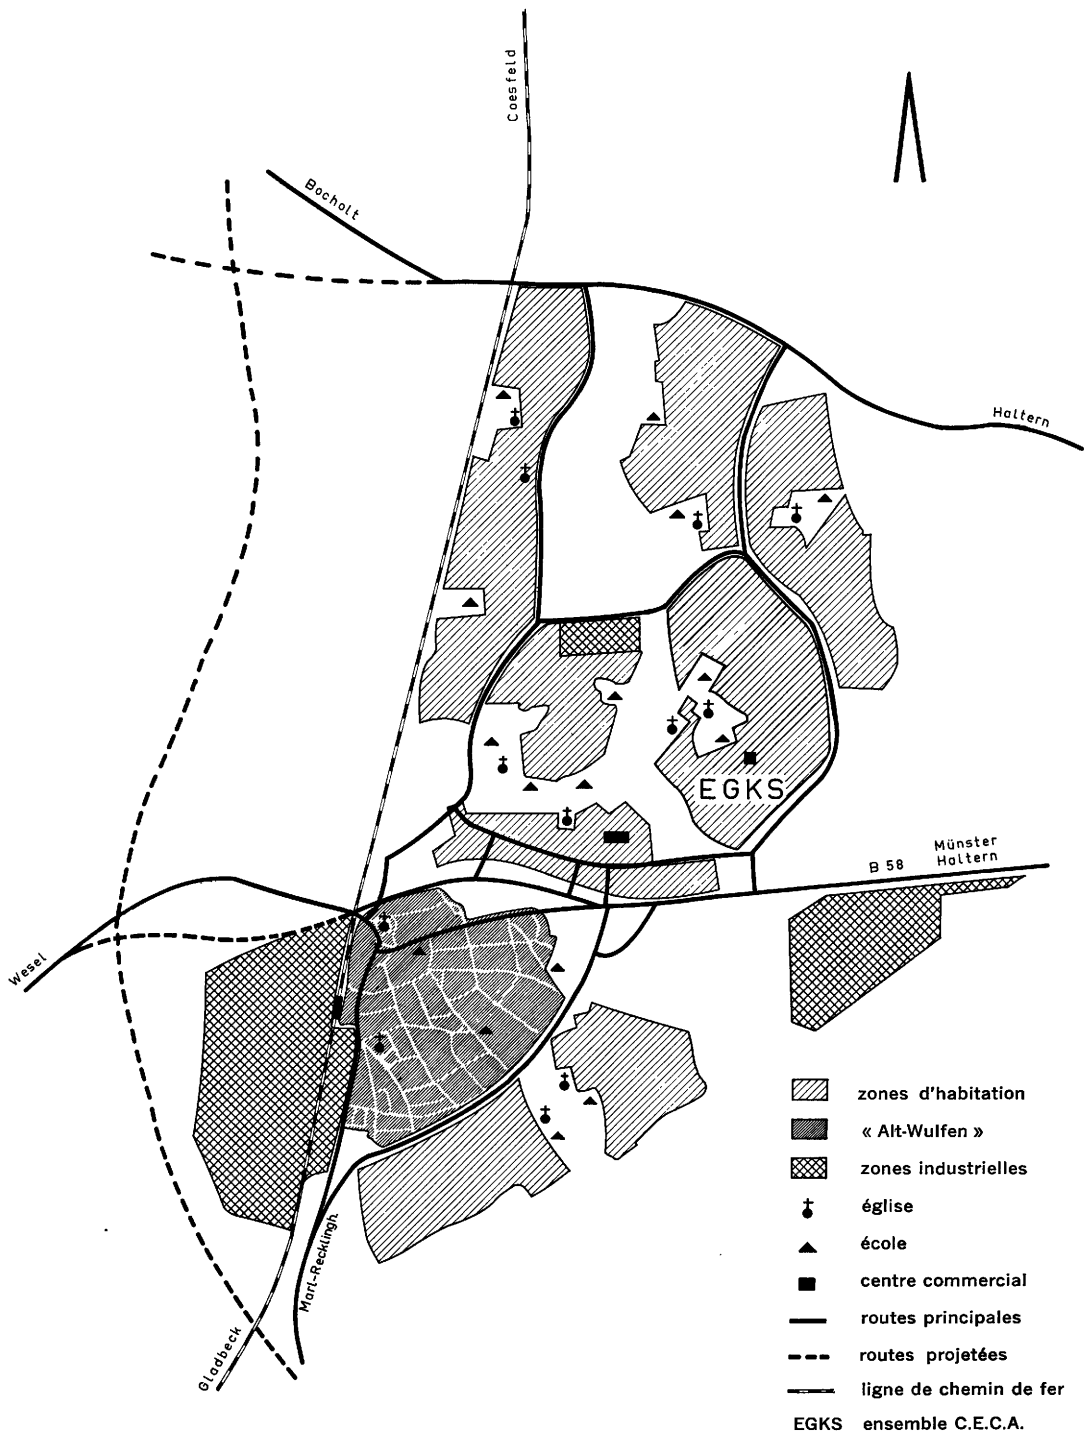 Coesfeld
Bocholt
Haltern
EGKS
Münster
B 58 Haltern
Wesel
Marl-Recklingh.
Gladbeck
zones d'habitation
« Alt-Wulfen »
zones industrielles
église
école
centre commercial
routes principales
routes projetées
ligne de chemin de fer
EGKS ensemble C.E.C.A.